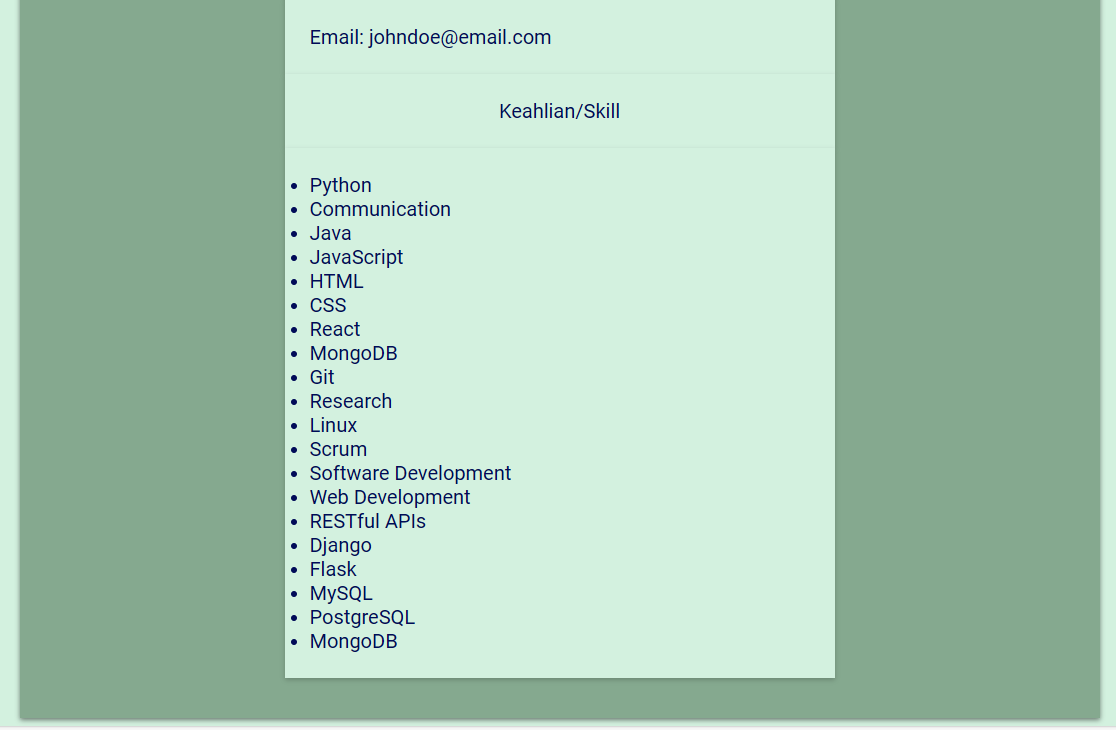 Email: johndoe@email.com
Keahlian/Skill
Python
Communication
Java
JavaScript
HTML
CSS
React
MongoDB
Git
Research
Linux
Scrum
Software Development
Web Development
RESTful APIs
Django
Flask
MySQL
PostgreSQL
MongoDB